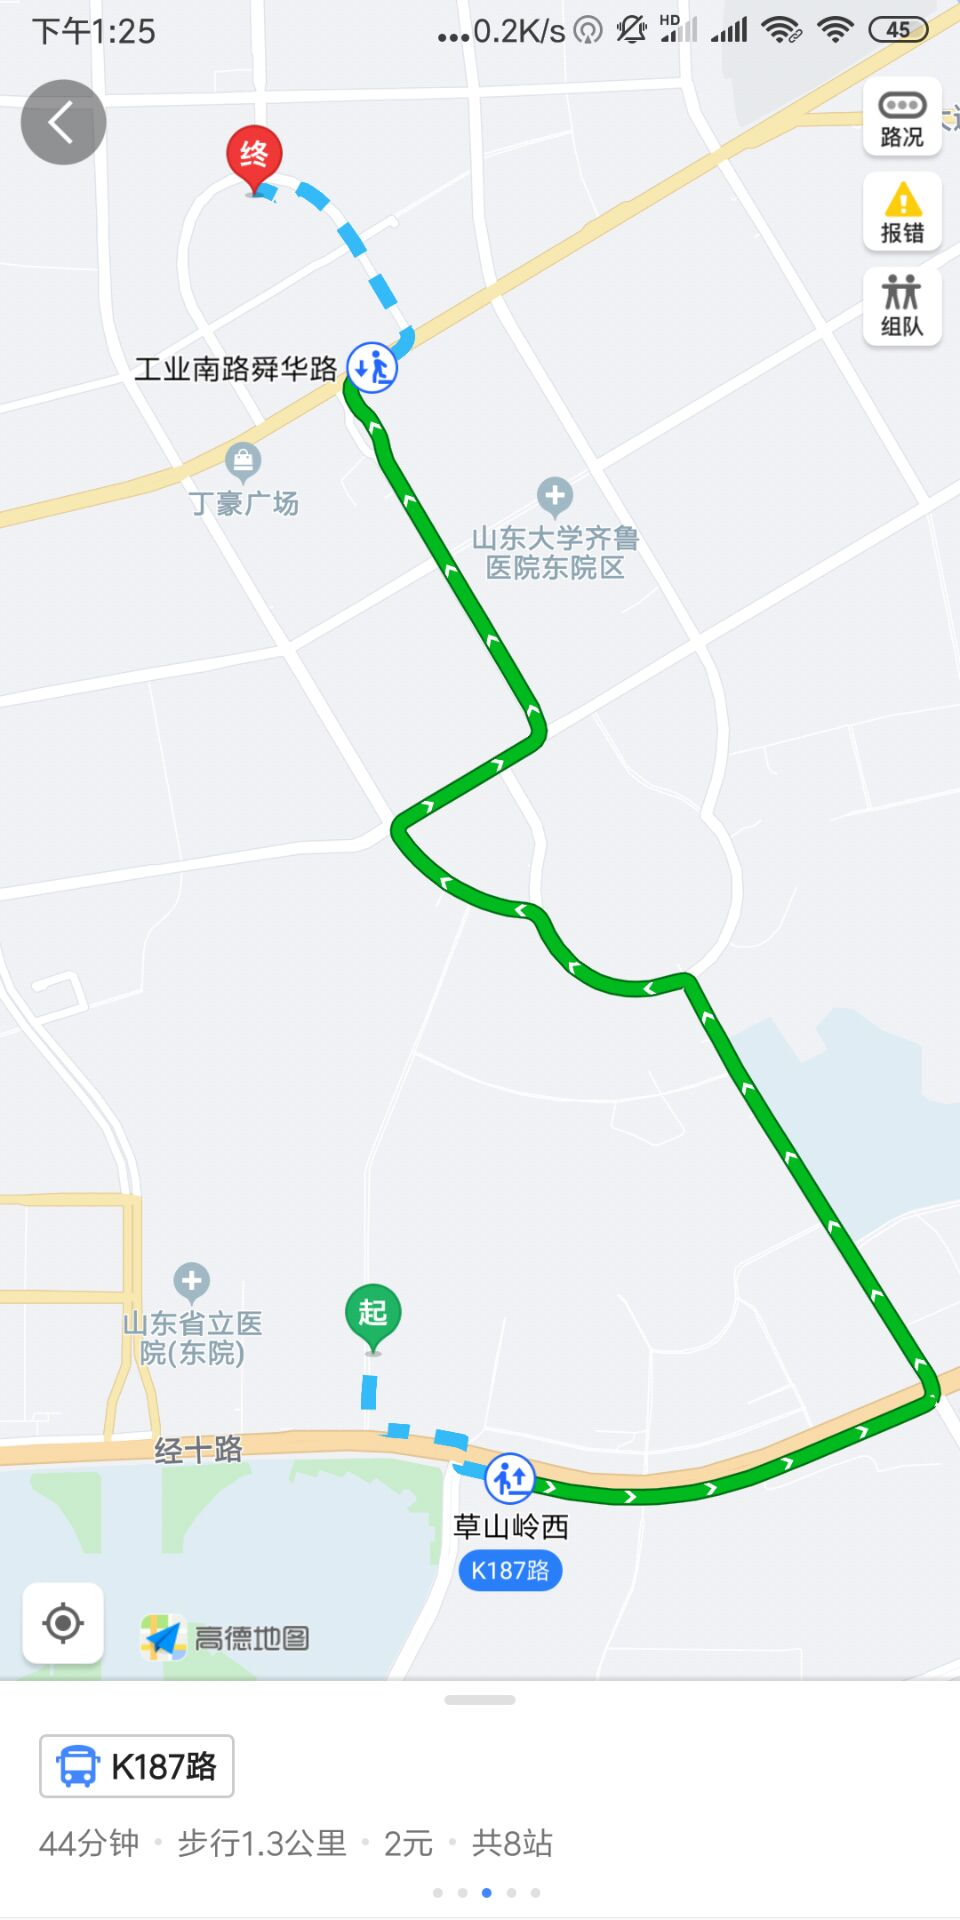 下午1:25
...0.2K/s
HD
45
路况
报错
组队
终
工业南路舜华路
丁豪广场
山东大学齐鲁
医院东院区
起
山东省立医
院(东院)
经十路
草山岭西
K187路
高德地图
K187路
44分钟 · 步行1.3公里 · 2元 · 共8站